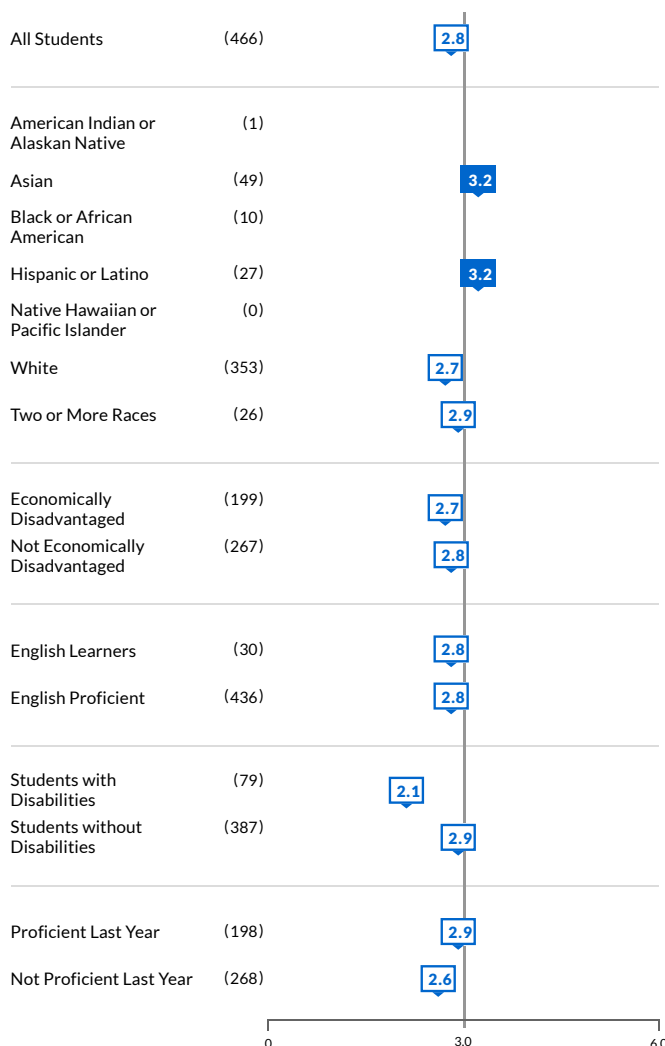 All Students (466) 2.8
American Indian or (1)
Alaskan Native
Asian (49) 3.2
Black or African (10)
American
Hispanic or Latino (27) 3.2
Native Hawaiian or (0)
Pacific Islander
White (353) 2.7
Two or More Races (26) 2.9
Economically (199) 2.7
Disadvantaged
Not Economically (267) 2.8
Disadvantaged
English Learners (30) 2.8
English Proficient (436) 2.8
Students with (79) 2.1
Disabilities
Students without (387) 2.9
Disabilities
Proficient Last Year (198) 2.9
Not Proficient Last Year (268) 2.6
0 3.0 6.0